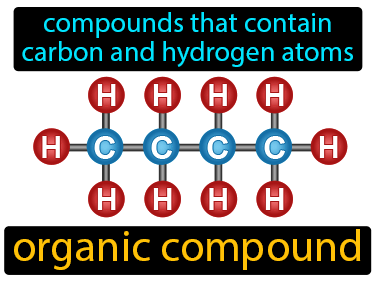 compounds that contain
carbon and hydrogen atoms
H H H H
H C C C C H
H H H H
organic compound